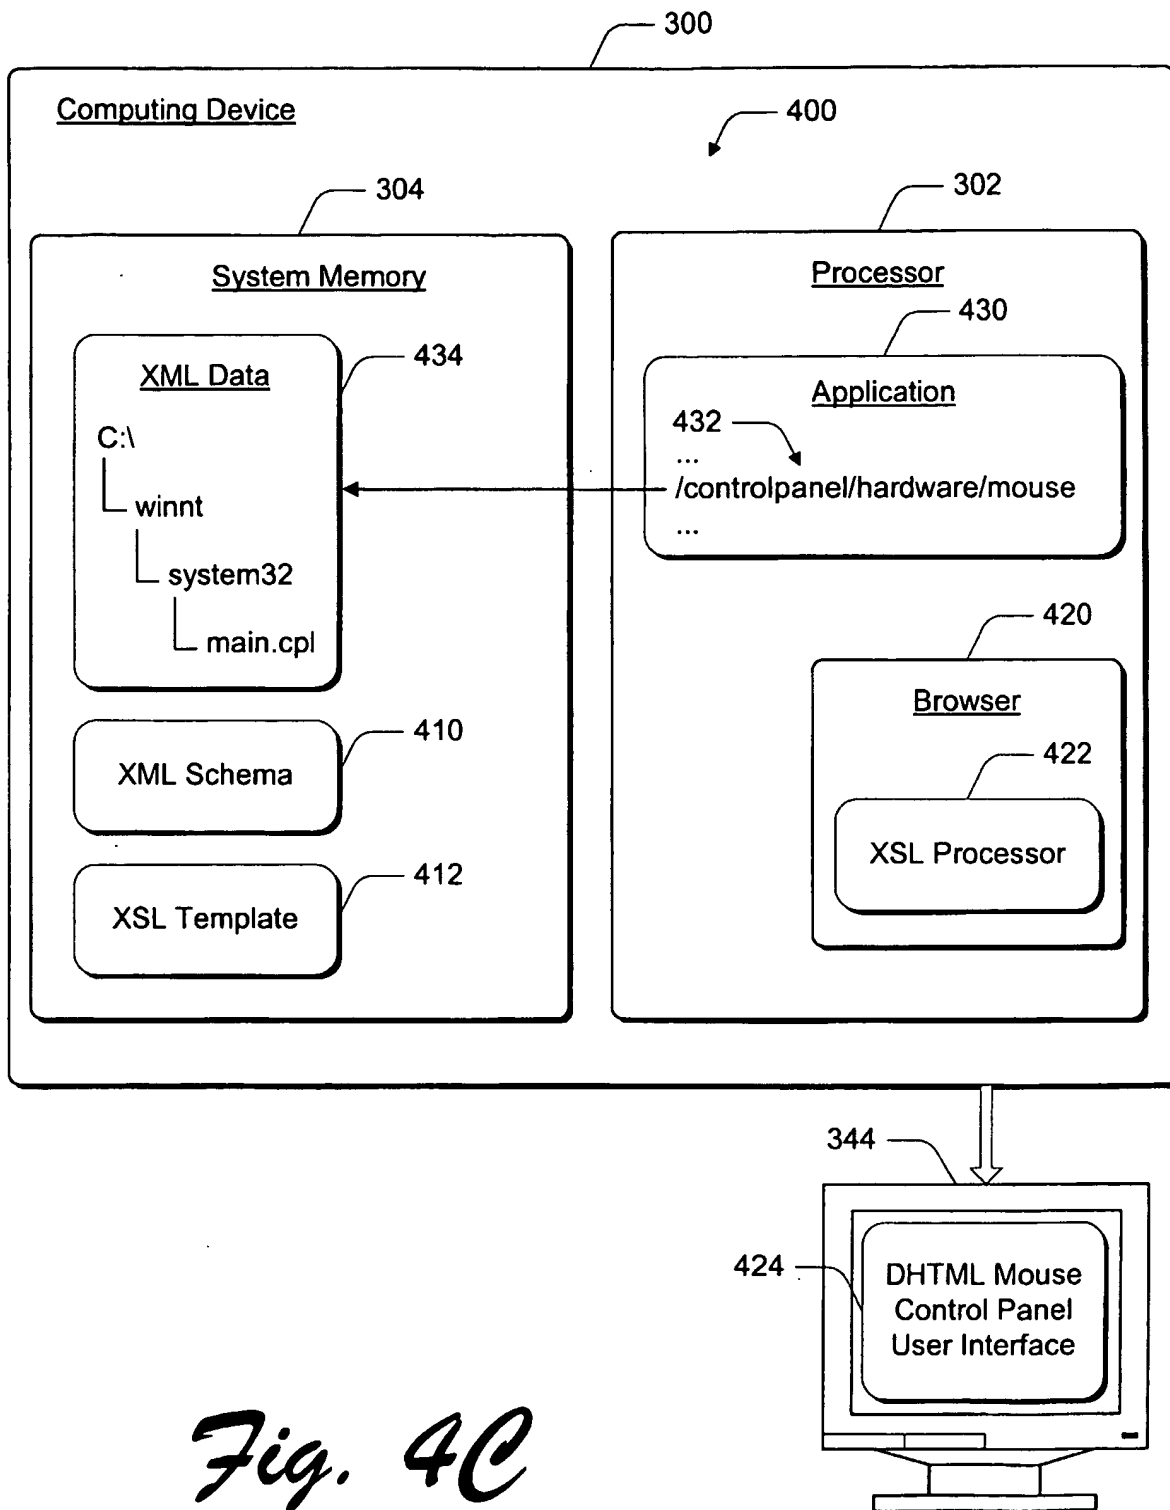 300
Computing Device
400
304
302
System Memory
Processor
434
430
XML Data
Application
C:\
432
...
winnt
/controlpanel/hardware/mouse
...
system32
main.cpl
420
Browser
410
XML Schema
422
XSL Processor
412
XSL Template
344
424
DHTML Mouse
Control Panel
User Interface
Fig. 4C